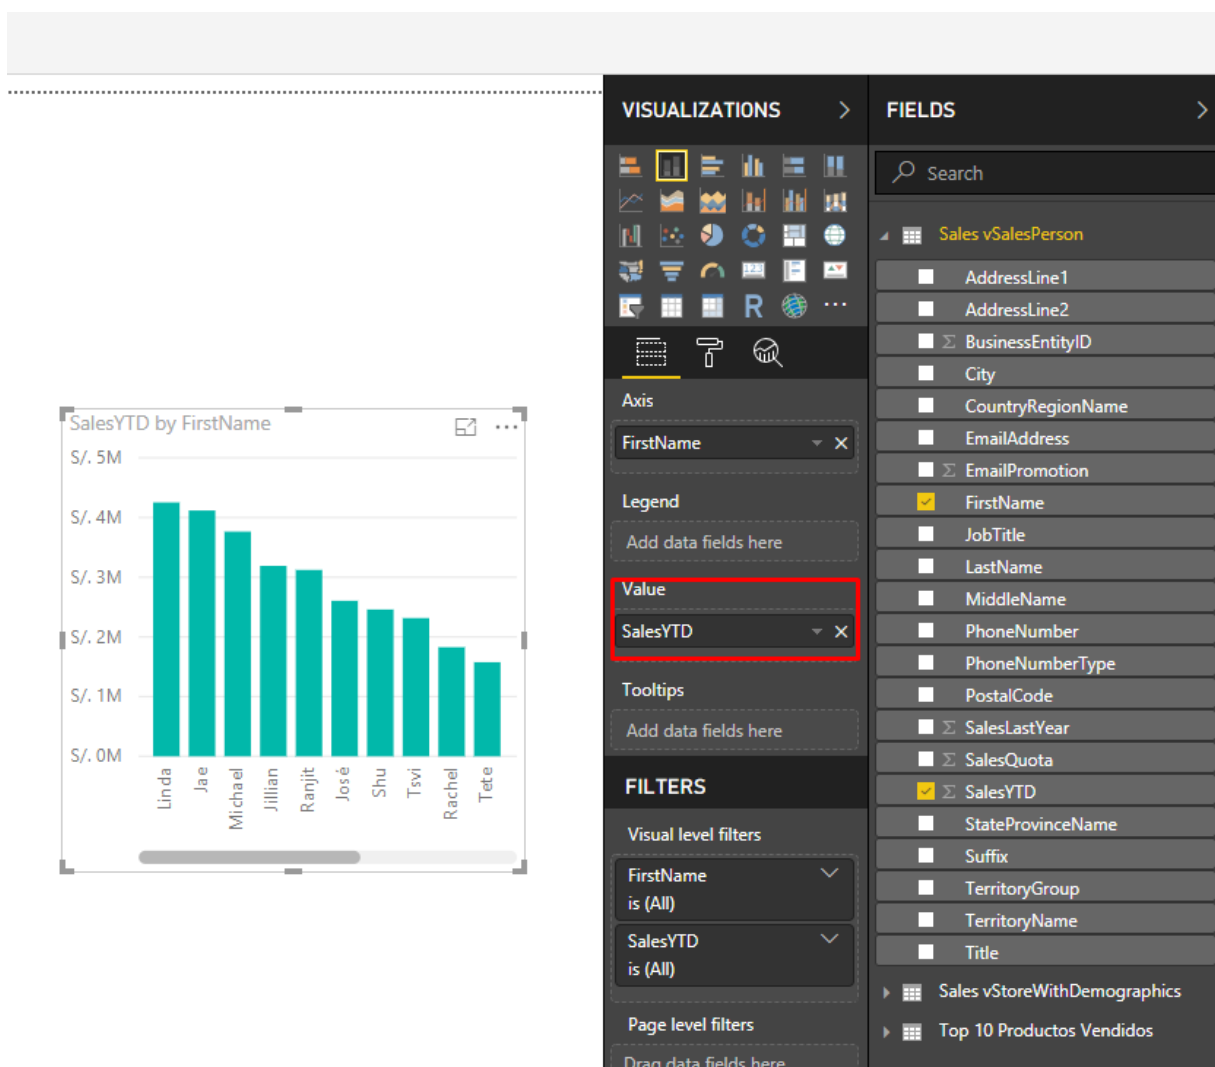 SalesYTD by FirstName
S/. 5M
S/. 4M
S/. 3M
S/. 2M
S/. 1M
S/. 0M
Linda
Jae
Michael
Jillian
Ranjit
José
Shu
Tsvi
Rachel
Tete
VISUALIZATIONS
123
R
Axis
FirstName
Legend
Add data fields here
Value
SalesYTD
Tooltips
Add data fields here
FILTERS
Visual level filters
FirstName
is (All)
SalesYTD
is (All)
Page level filters
Drag data fields here
FIELDS
Search
Sales vSalesPerson
AddressLine1
AddressLine2
Σ BusinessEntityID
City
CountryRegionName
EmailAddress
Σ EmailPromotion
FirstName
JobTitle
LastName
MiddleName
PhoneNumber
PhoneNumberType
PostalCode
Σ SalesLastYear
Σ SalesQuota
Σ SalesYTD
StateProvinceName
Suffix
TerritoryGroup
TerritoryName
Title
Sales vStoreWithDemographics
Top 10 Productos Vendidos